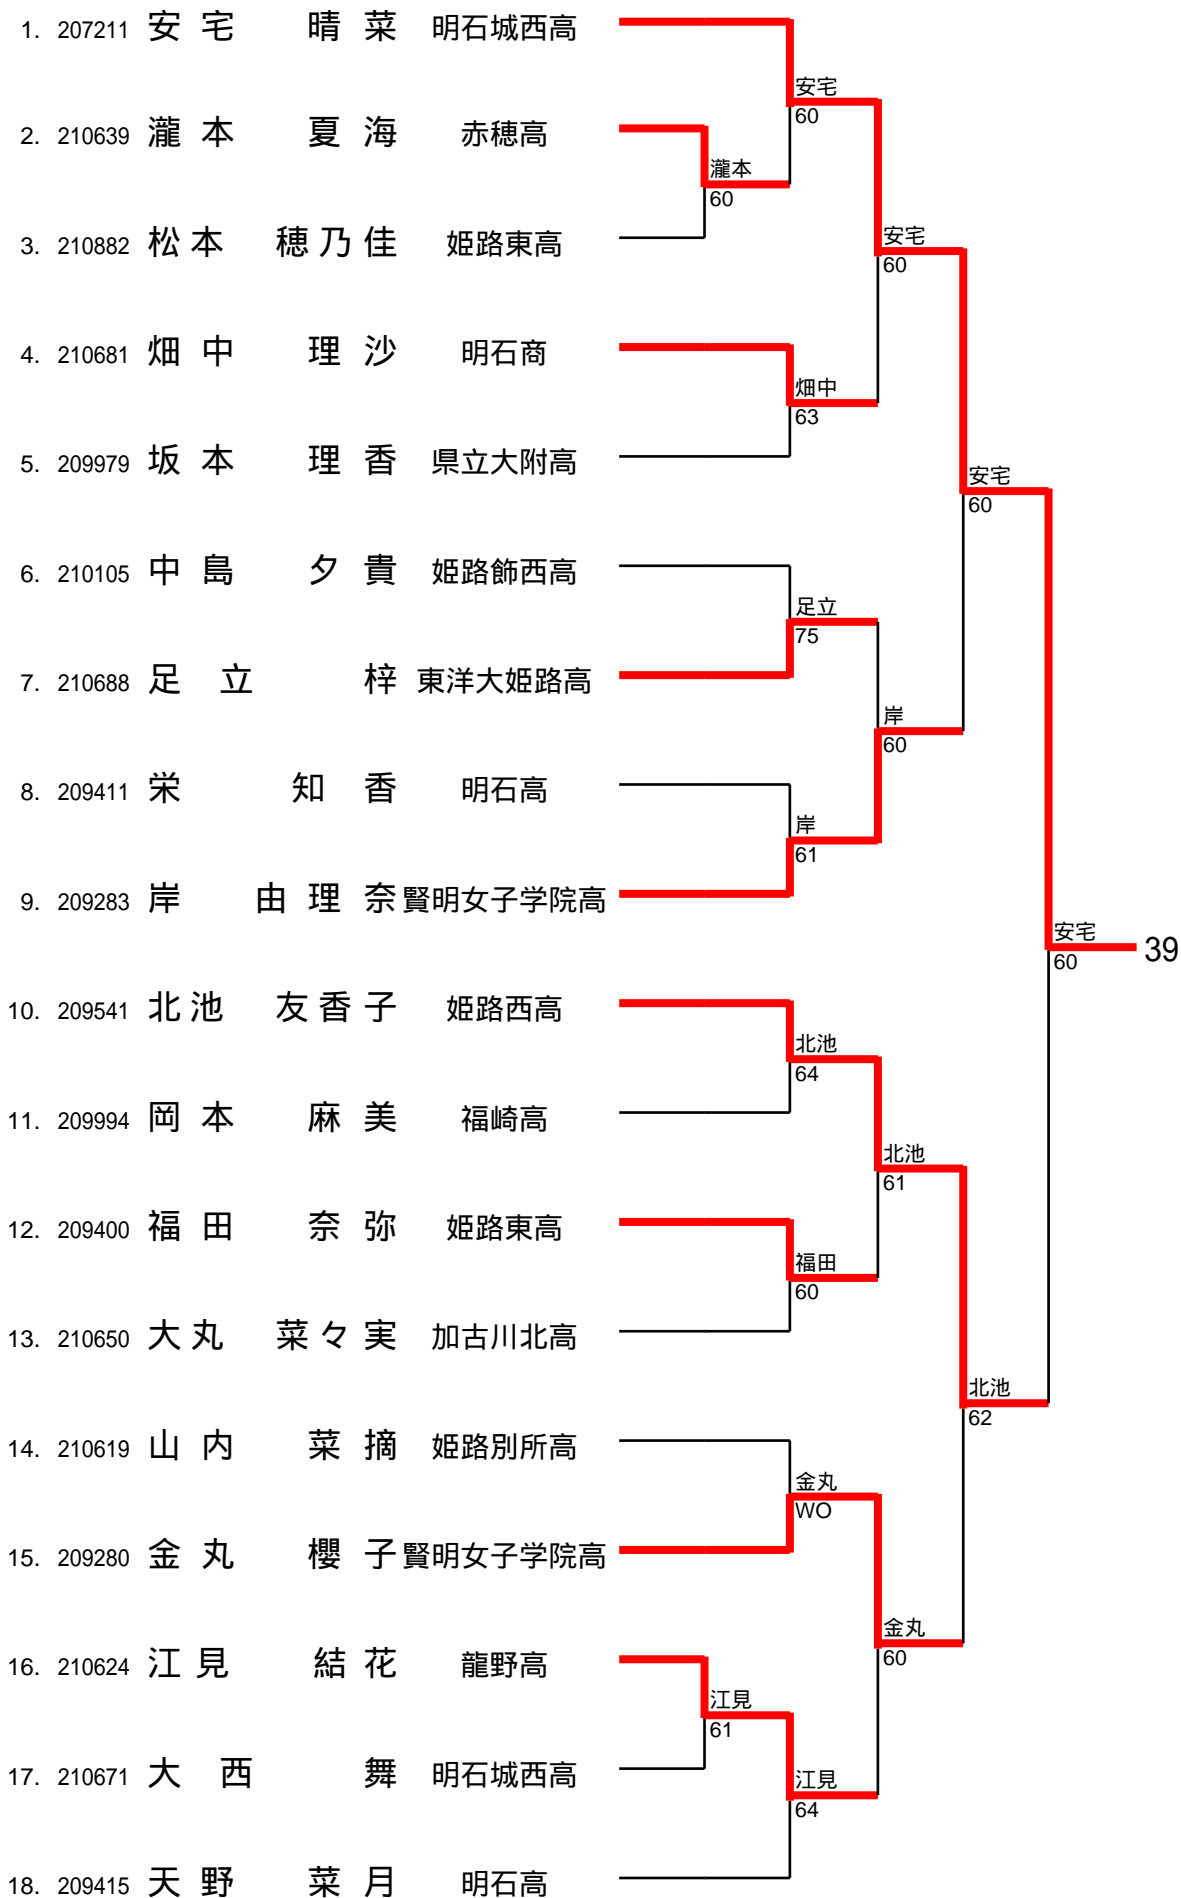 1. 207211 安宅 晴菜 明石城西高
安宅
60
2. 210639 瀧本 夏海 赤穂高
瀧本
60
3. 210882 松本 穂乃佳 姫路東高
安宅
60
4. 210681 畑中 理沙 明石商
畑中
63
5. 209979 坂本 理香 県立大附高
安宅
60
6. 210105 中島 夕貴 姫路飾西高
足立
75
7. 210688 足立 梓 東洋大姫路高
岸
60
8. 209411 栄 知香 明石高
岸
61
9. 209283 岸 由理奈 賢明女子学院高
安宅
60
39
10. 209541 北池 友香子 姫路西高
北池
64
11. 209994 岡本 麻美 福崎高
北池
61
12. 209400 福田 奈弥 姫路東高
福田
60
13. 210650 大丸 菜々実 加古川北高
北池
62
14. 210619 山内 菜摘 姫路別所高
金丸
WO
15. 209280 金丸 櫻子 賢明女子学院高
金丸
60
16. 210624 江見 結花 龍野高
江見
61
17. 210671 大西 舞 明石城西高
江見
64
18. 209415 天野 菜月 明石高